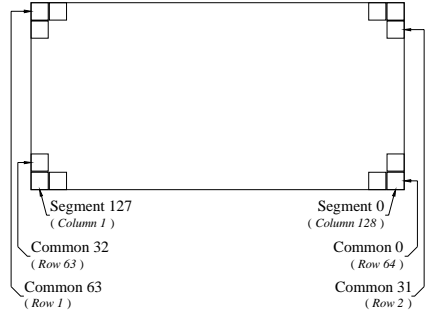 Segment 127
( Column 1 )
Segment 0
( Column 128 )
Common 32
( Row 63 )
Common 0
( Row 64 )
Common 63
( Row 1 )
Common 31
( Row 2 )